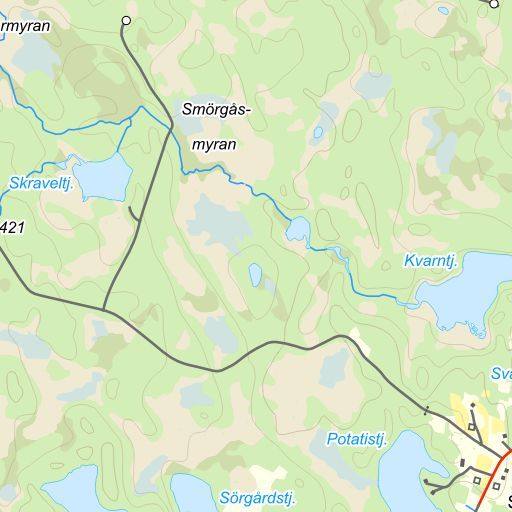 rmyran
Smörgås-
myran
Skraveltj.
421
Kvarntj.
Sva
Potatistj.
Sörgårdstj.
S